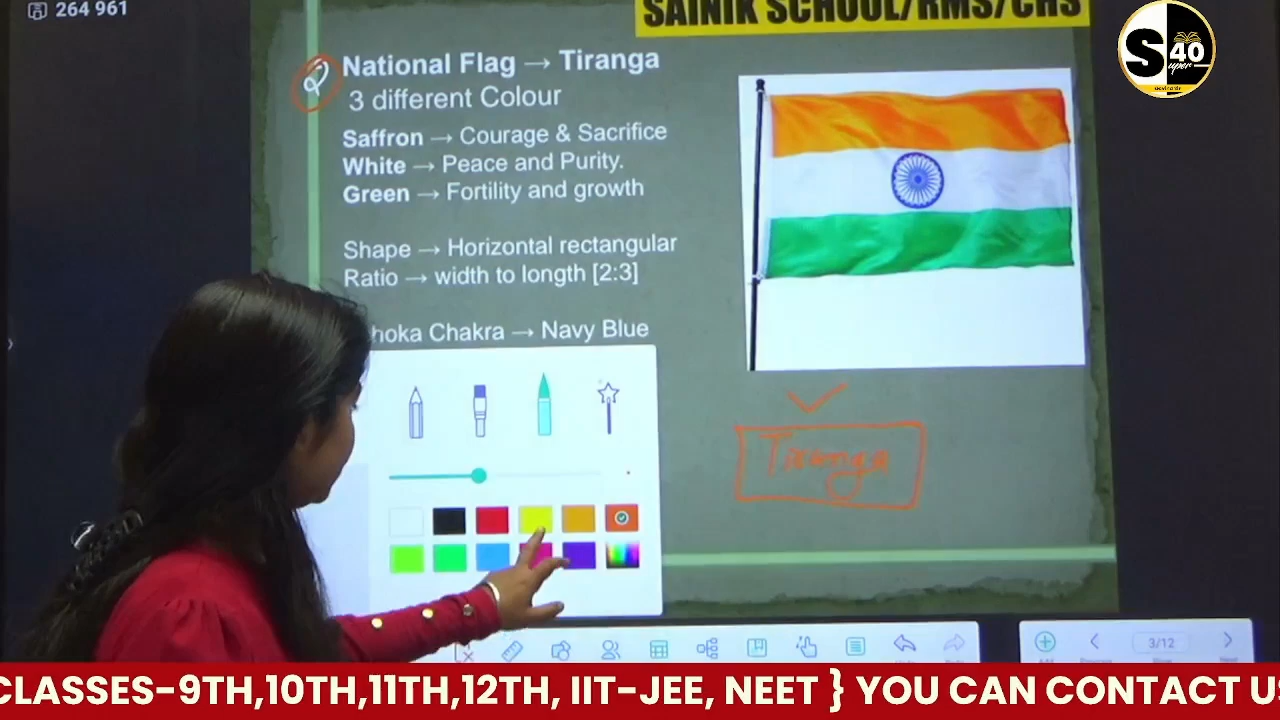 264 961
SAINIK SCHOOL/RMS/CHS
S 40
uper
National Flag → Tiranga
3 different Colour
Saffron → Courage & Sacrifice
White → Peace and Purity.
Green → Fortility and growth
Shape → Horizontal rectangular
Ratio → width to length [2:3]
hoka Chakra → Navy Blue
Tiranga
3/12
CLASSES-9TH,10TH,11TH,12TH, IIT-JEE, NEET } YOU CAN CONTACT US